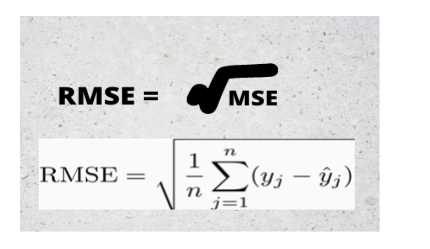 RMSE = √MSE
RMSE = √(1/n ∑_{j=1}^{n} (y_j − ŷ_j))